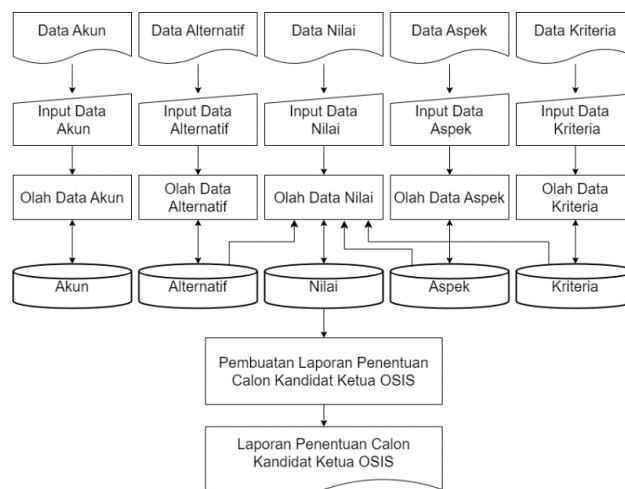 Data Akun
Data Alternatif
Data Nilai
Data Aspek
Data Kriteria
Input Data
Akun
Input Data
Alternatif
Input Data
Nilai
Input Data
Aspek
Input Data
Kriteria
Olah Data Akun
Olah Data
Alternatif
Olah Data Nilai
Olah Data Aspek
Olah Data
Kriteria
Akun
Alternatif
Nilai
Aspek
Kriteria
Pembuatan Laporan Penentuan
Calon Kandidat Ketua OSIS
Laporan Penentuan Calon
Kandidat Ketua OSIS